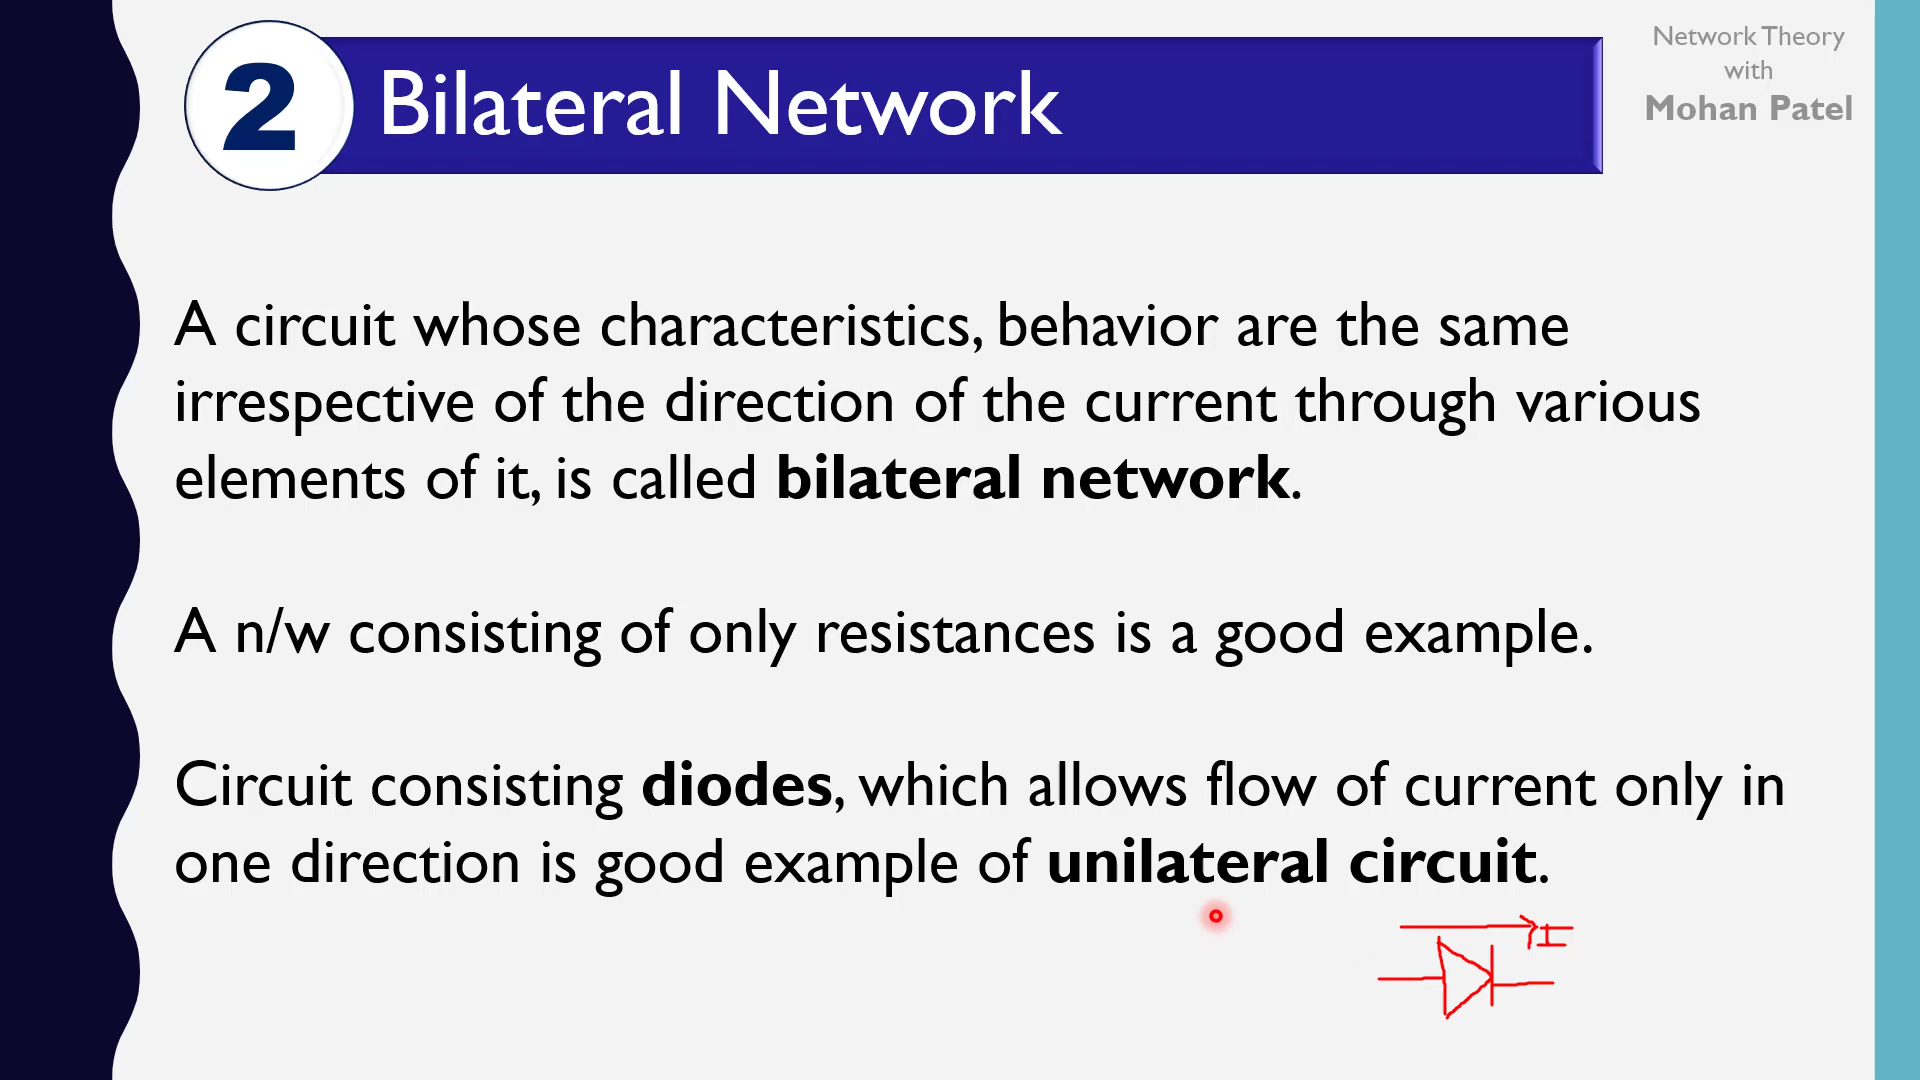 2 Bilateral Network
Network Theory
with
Mohan Patel
A circuit whose characteristics, behavior are the same
irrespective of the direction of the current through various
elements of it, is called bilateral network.
A n/w consisting of only resistances is a good example.
Circuit consisting diodes, which allows flow of current only in
one direction is good example of unilateral circuit.
I